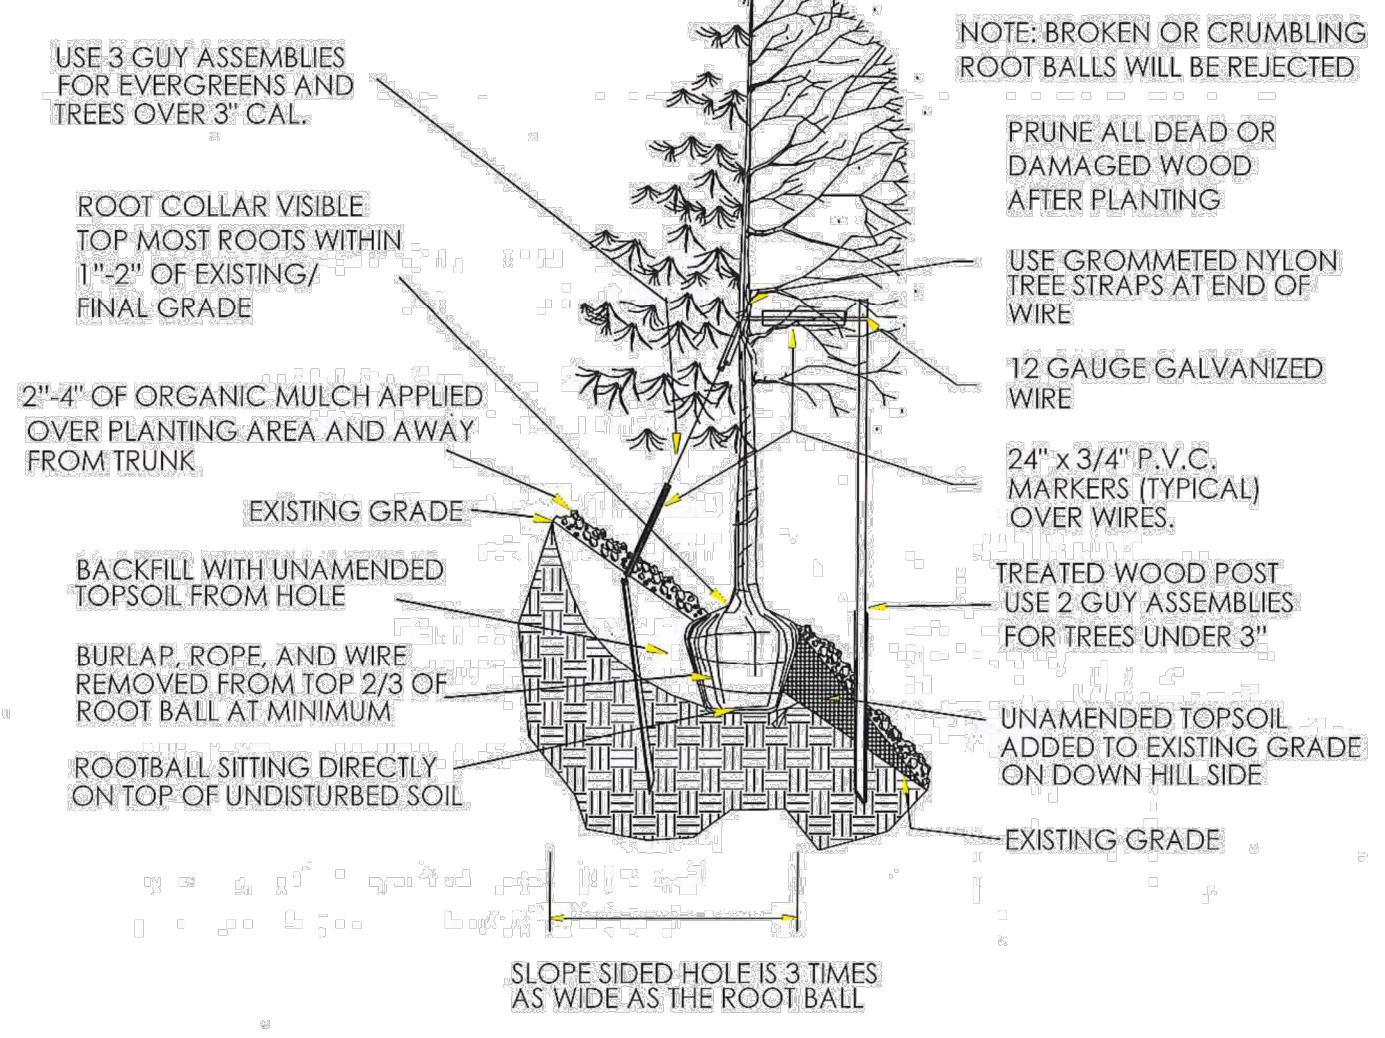 USE 3 GUY ASSEMBLIES
FOR EVERGREENS AND
TREES OVER 3" CAL.
ROOT COLLAR VISIBLE
TOP MOST ROOTS WITHIN
1"-2" OF EXISTING/
FINAL GRADE
2"-4" OF ORGANIC MULCH APPLIED
OVER PLANTING AREA AND AWAY
FROM TRUNK
EXISTING GRADE
BACKFILL WITH UNAMENDED
TOPSOIL FROM HOLE
BURLAP, ROPE, AND WIRE
REMOVED FROM TOP 2/3 OF
ROOT BALL AT MINIMUM
ROOTBALL SITTING DIRECTLY
ON TOP OF UNDISTURBED SOIL
NOTE: BROKEN OR CRUMBLING
ROOT BALLS WILL BE REJECTED
PRUNE ALL DEAD OR
DAMAGED WOOD
AFTER PLANTING
USE GROMMETED NYLON
TREE STRAPS AT END OF
WIRE
12 GAUGE GALVANIZED
WIRE
24" x 3/4" P.V.C.
MARKERS (TYPICAL)
OVER WIRES.
TREATED WOOD POST
USE 2 GUY ASSEMBLIES
FOR TREES UNDER 3"
UNAMENDED TOPSOIL
ADDED TO EXISTING GRADE
ON DOWN HILL SIDE
EXISTING GRADE
SLOPE SIDED HOLE IS 3 TIMES
AS WIDE AS THE ROOT BALL